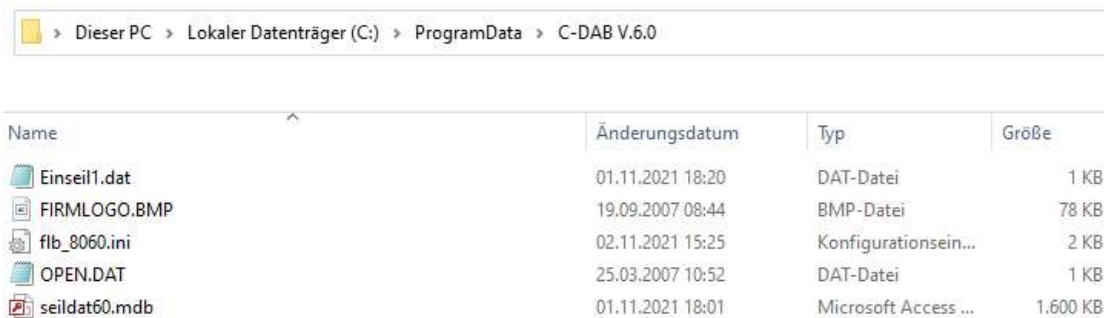 Dieser PC > Lokaler Datenträger (C:) > ProgramData > C-DAB V.6.0
Name Änderungsdatum Typ Größe
Einseil1.dat 01.11.2021 18:20 DAT-Datei 1 KB
FIRMLOGO.BMP 19.09.2007 08:44 BMP-Datei 78 KB
flb_8060.ini 02.11.2021 15:25 Konfigurationsein... 2 KB
OPEN.DAT 25.03.2007 10:52 DAT-Datei 1 KB
seildat60.mdb 01.11.2021 18:01 Microsoft Access ... 1.600 KB